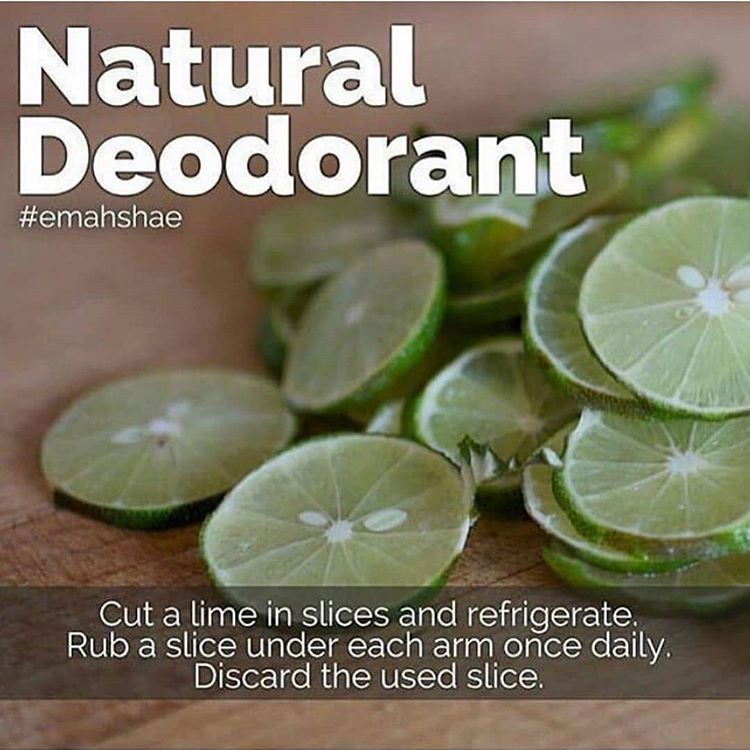 Natural
Deodorant
#emahshae
Cut a lime in slices and refrigerate.
Rub a slice under each arm once daily.
Discard the used slice.